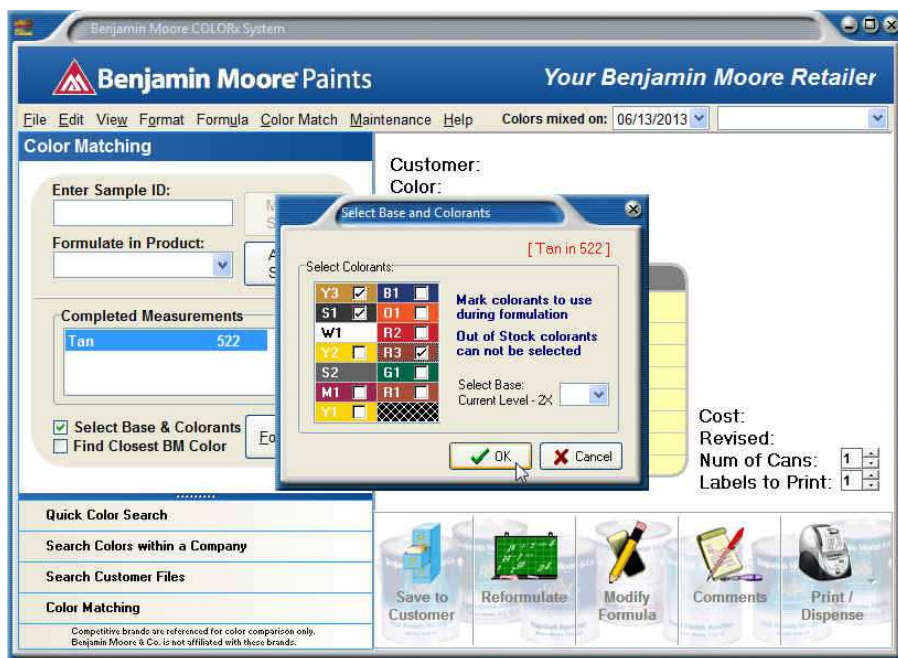 Benjamin Moore COLORx System
Benjamin Moore Paints
Your Benjamin Moore Retailer
File Edit View Format Formula Color Match Maintenance Help Colors mixed on: 06/13/2013
Color Matching
Enter Sample ID:
Formulate in Product:
Completed Measurements
Tan 522
Select Base & Colorants
Find Closest BM Color
Quick Color Search
Search Colors within a Company
Search Customer Files
Color Matching
Competitive brands are referenced for color comparison only.
Benjamin Moore & Co. is not affiliated with these brands.
Customer:
Color:
Select Base and Colorants
[ Tan in 522 ]
Select Colorants:
Y3 B1
S1 O1
W1 R2
Y2 R3
S2 G1
M1 R1
Y1
Mark colorants to use
during formulation
Out of Stock colorants
can not be selected
Select Base:
Current Level - 2X
OK Cancel
Cost:
Revised:
Num of Cans: 1
Labels to Print: 1
Save to
Customer
Reformulate
Modify
Formula
Comments
Print /
Dispense